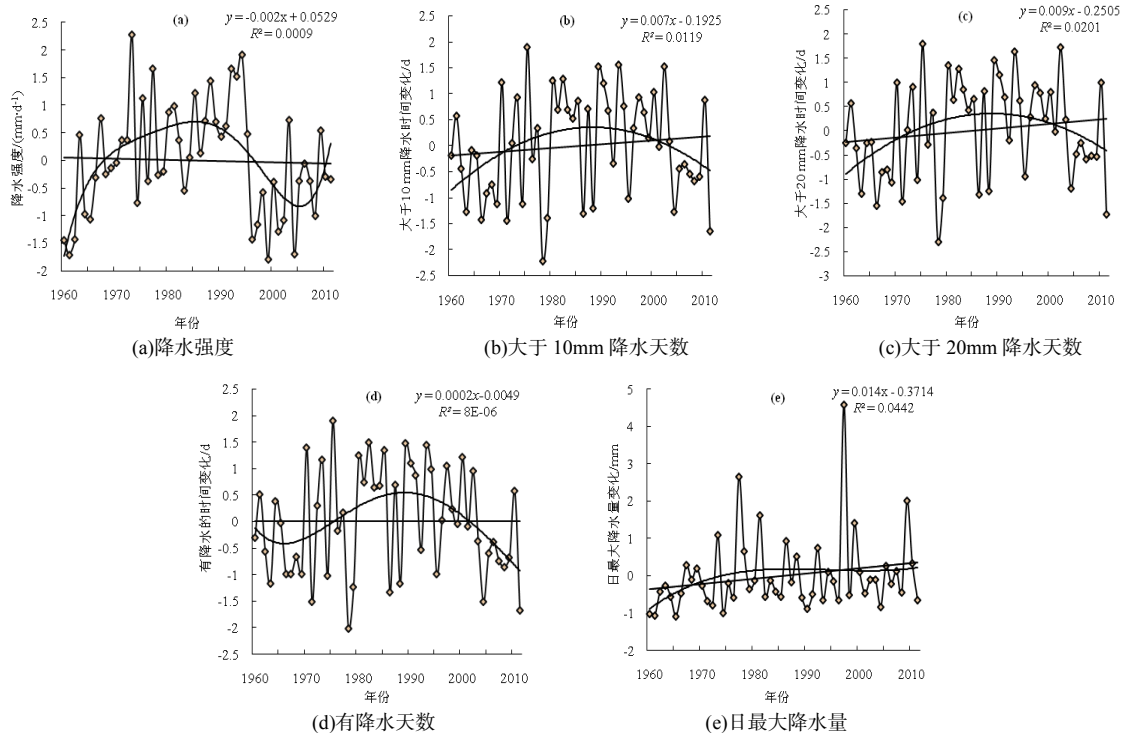 (a)
y = -0.002x + 0.0529
R² = 0.0009
降水强度/(mm·d⁻¹)
2.5
2
1.5
1
0.5
0
-0.5
-1
-1.5
-2
1960 1970 1980 1990 2000 2010
年份
(a)降水强度
(b)
y = 0.007x - 0.1925
R² = 0.0119
大于10mm降水时间变化/d
2.5
2
1.5
1
0.5
0
-0.5
-1
-1.5
-2
-2.5
1960 1970 1980 1990 2000 2010
年份
(b)大于 10mm 降水天数
(c)
y = 0.009x - 0.2505
R² = 0.0201
大于20mm降水时间变化/d
2.5
2
1.5
1
0.5
0
-0.5
-1
-1.5
-2
-2.5
-3
1960 1970 1980 1990 2000 2010
年份
(c)大于 20mm 降水天数
(d)
y = 0.0002x-0.0049
R² = 8E-06
有降水的时间变化/d
2.5
2
1.5
1
0.5
0
-0.5
-1
-1.5
-2
-2.5
1960 1970 1980 1990 2000 2010
年份
(d)有降水天数
(e)
y = 0.014x - 0.3714
R² = 0.0442
日最大降水量变化/mm
5
4
3
2
1
0
-1
-2
1960 1970 1980 1990 2000 2010
年份
(e)日最大降水量